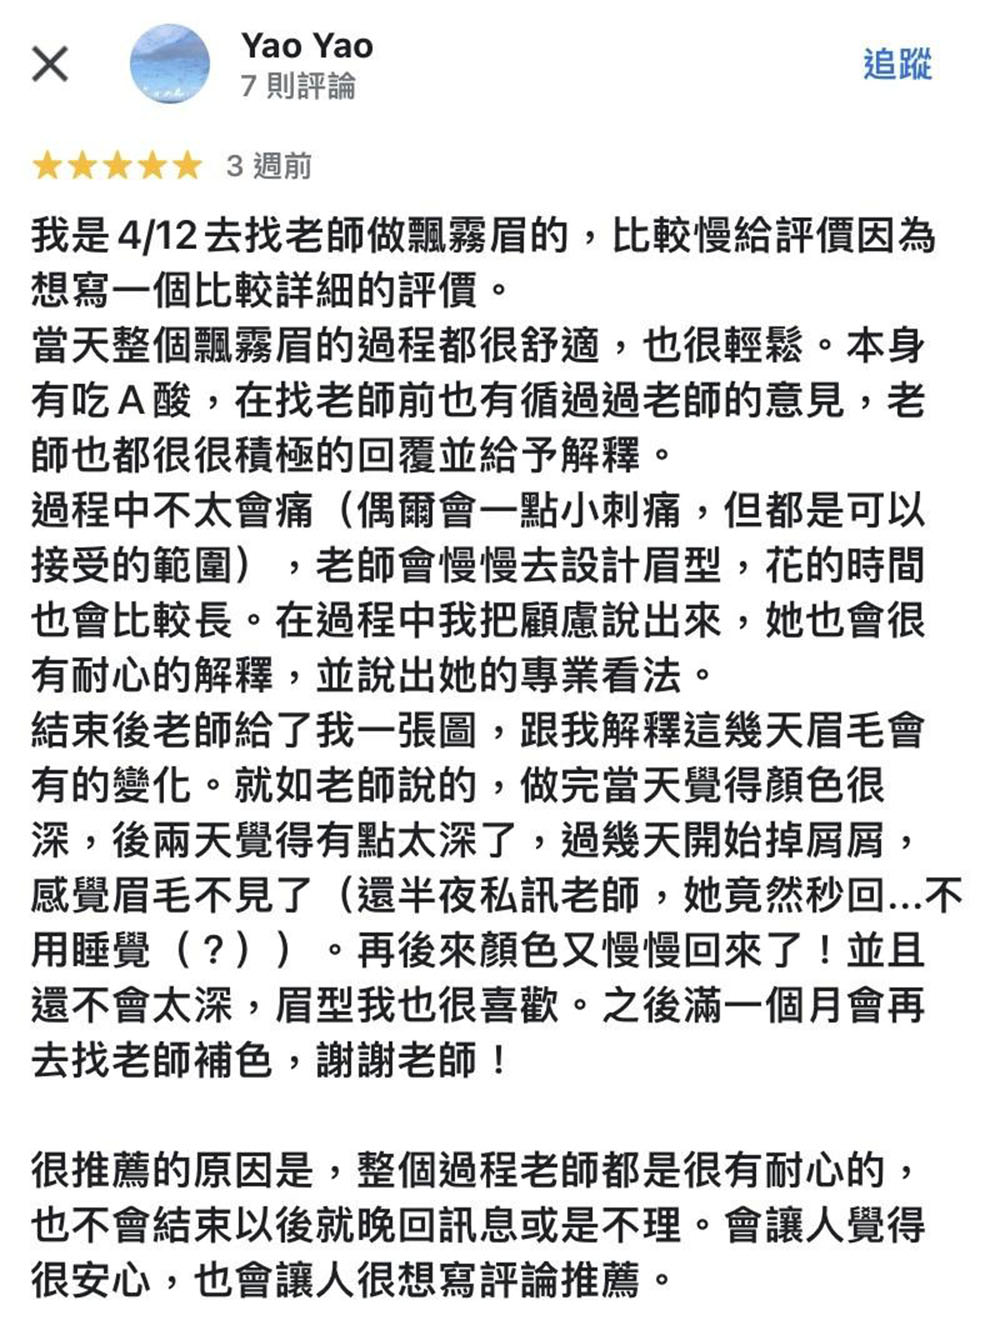 Yao Yao
7 則評論
追蹤
3 週前
我是4/12去找老師做飄霧眉的，比較慢給評價因為
想寫一個比較詳細的評價。
當天整個飄霧眉的過程都很舒適，也很輕鬆。本身
有吃A酸，在找老師前也有循過過老師的意見，老
師也都很很積極的回覆並給予解釋。
過程中不太會痛（偶爾會一點小刺痛，但都是可以
接受的範圍），老師會慢慢去設計眉型，花的時間
也會比較長。在過程中我把顧慮說出來，她也會很
有耐心的解釋，並說出她的專業看法。
結束後老師給了我一張圖，跟我解釋這幾天眉毛會
有的變化。就如老師說的，做完當天覺得顏色很
深，後兩天覺得有點太深了，過幾天開始掉屑屑，
感覺眉毛不見了（還半夜私訊老師，她竟然秒回...不
用睡覺（?））。再後來顏色又慢慢回來了！並且
還不會太深，眉型我也很喜歡。之後滿一個月會再
去找老師補色，謝謝老師！
很推薦的原因是，整個過程老師都是很有耐心的，
也不會結束以後就晚回訊息或是不理。會讓人覺得
很安心，也會讓人很想寫評論推薦。